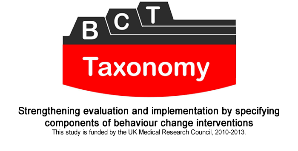 BCT
Taxonomy
Strengthening evaluation and implementation by specifying
components of behaviour change interventions
This study is funded by the UK Medical Research Council, 2010-2013.